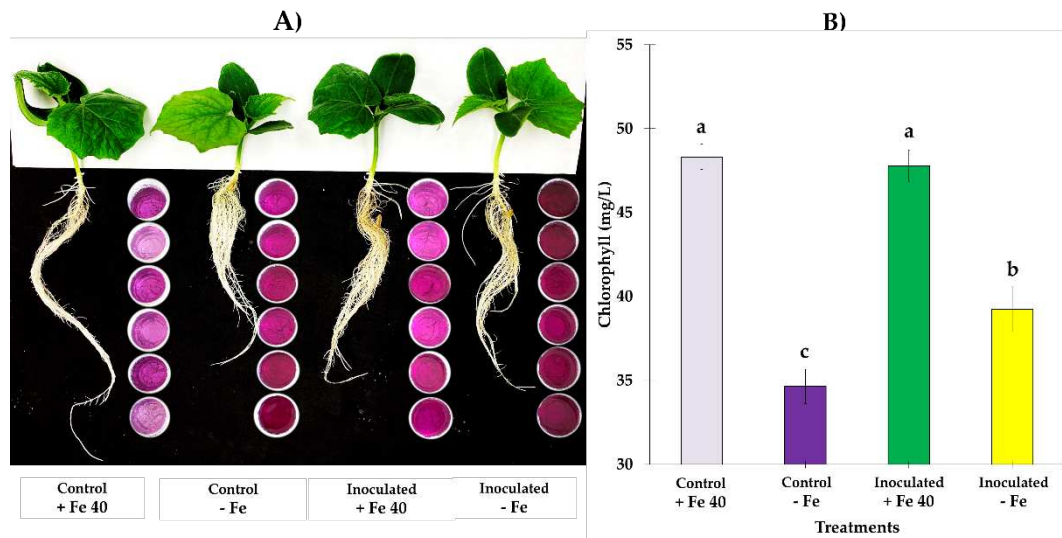 A)
Control
+ Fe 40
Control
- Fe
Inoculated
+ Fe 40
Inoculated
- Fe
B)
Chlorophyll (mg/L)
55
50
45
40
35
30
a
c
a
b
Control
+ Fe 40
Control
- Fe
Inoculated
+ Fe 40
Inoculated
- Fe
Treatments